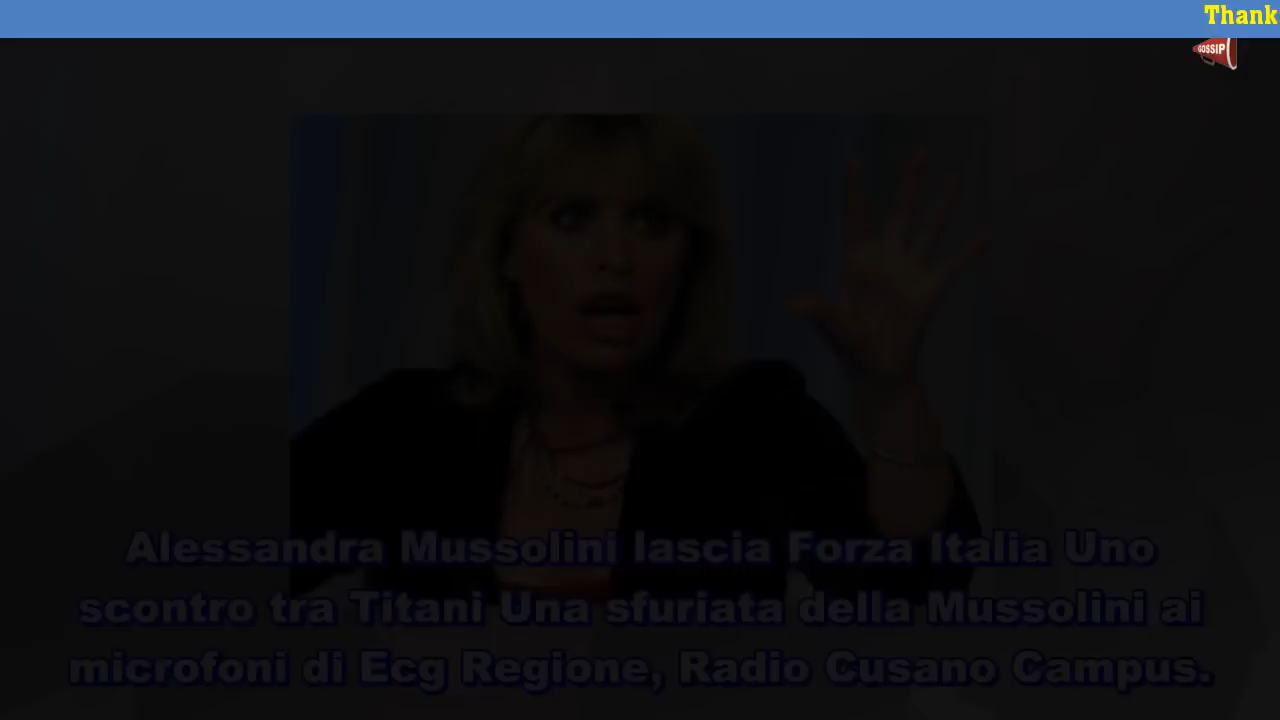 Thank
GOSSIP
Alessandra Mussolini lascia Forza Italia Uno
scontro tra Titani Una sfuriata della Mussolini ai
microfoni di Ecg Regione, Radio Cusano Campus.